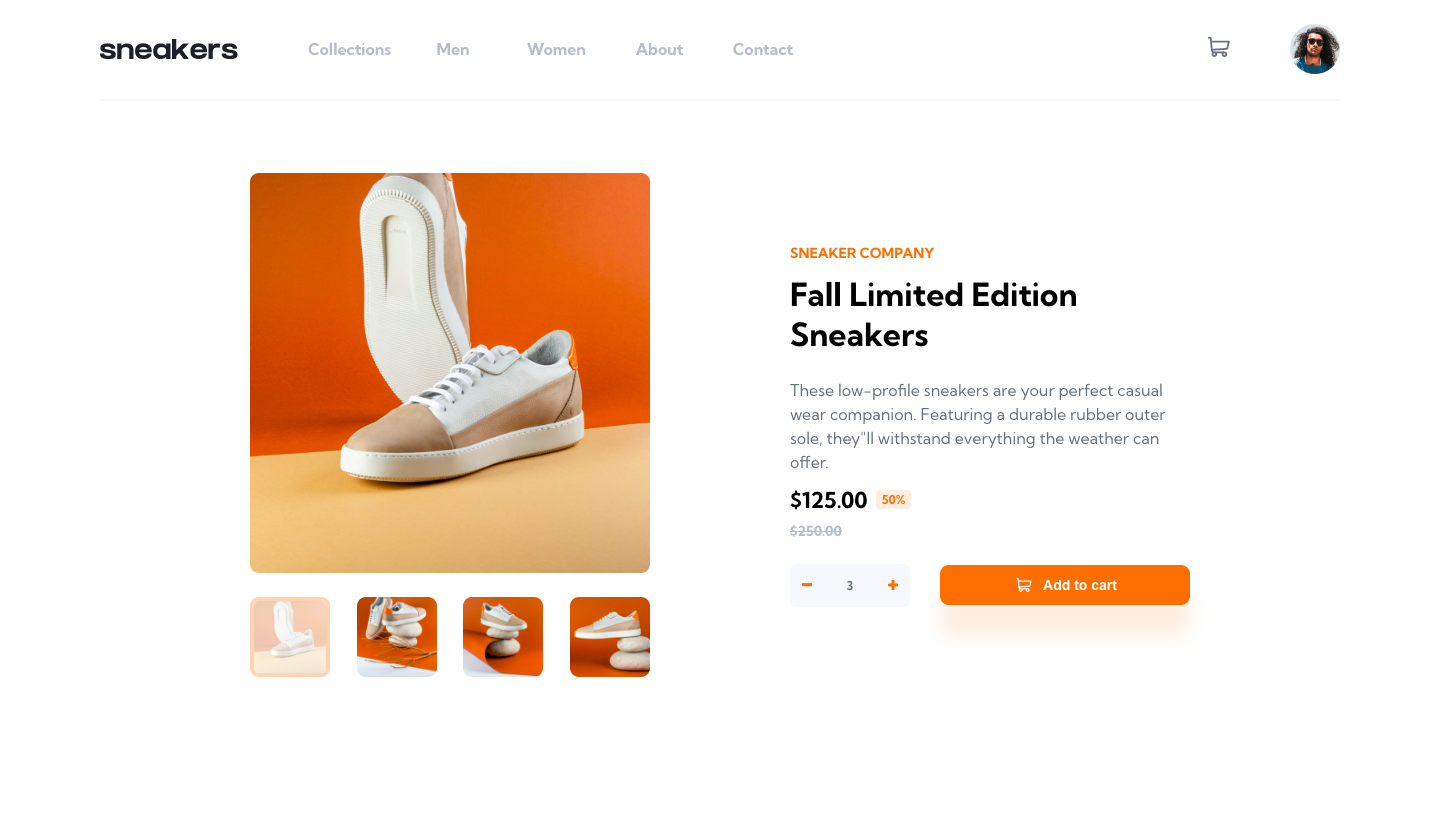 sneakers
Collections
Men
Women
About
Contact
SNEAKER COMPANY
Fall Limited Edition
Sneakers
These low-profile sneakers are your perfect casual
wear companion. Featuring a durable rubber outer
sole, they"ll withstand everything the weather can
offer.
$125.00 50%
$250.00
3
Add to cart